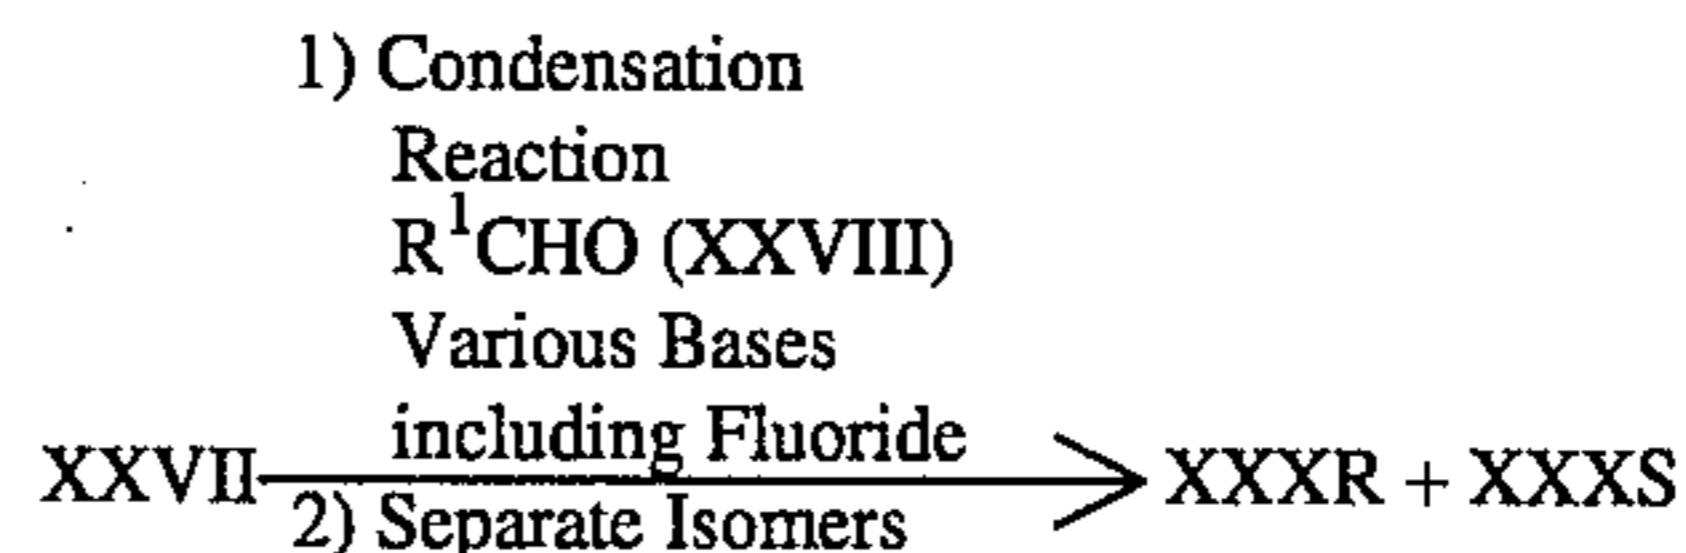 1) Condensation
Reaction
R¹CHO (XXVIII)
Various Bases
including Fluoride
XXVII XXXR + XXXS
2) Separate Isomers